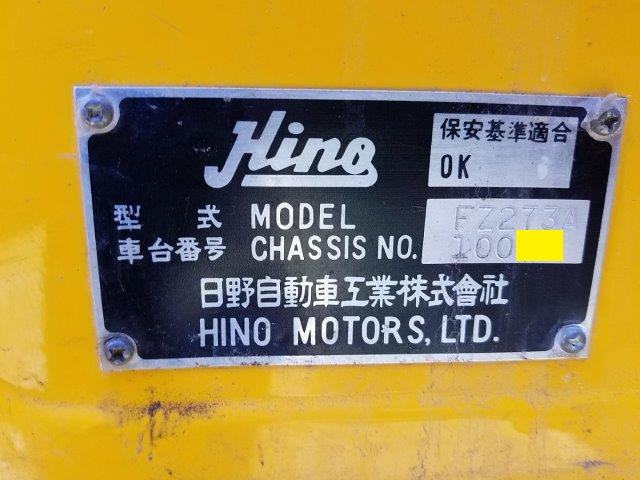 Hino
保安基準適合
OK
型式 MODEL FZ273A
車台番号 CHASSIS NO. 100
日野自動車工業株式會社
HINO MOTORS, LTD.